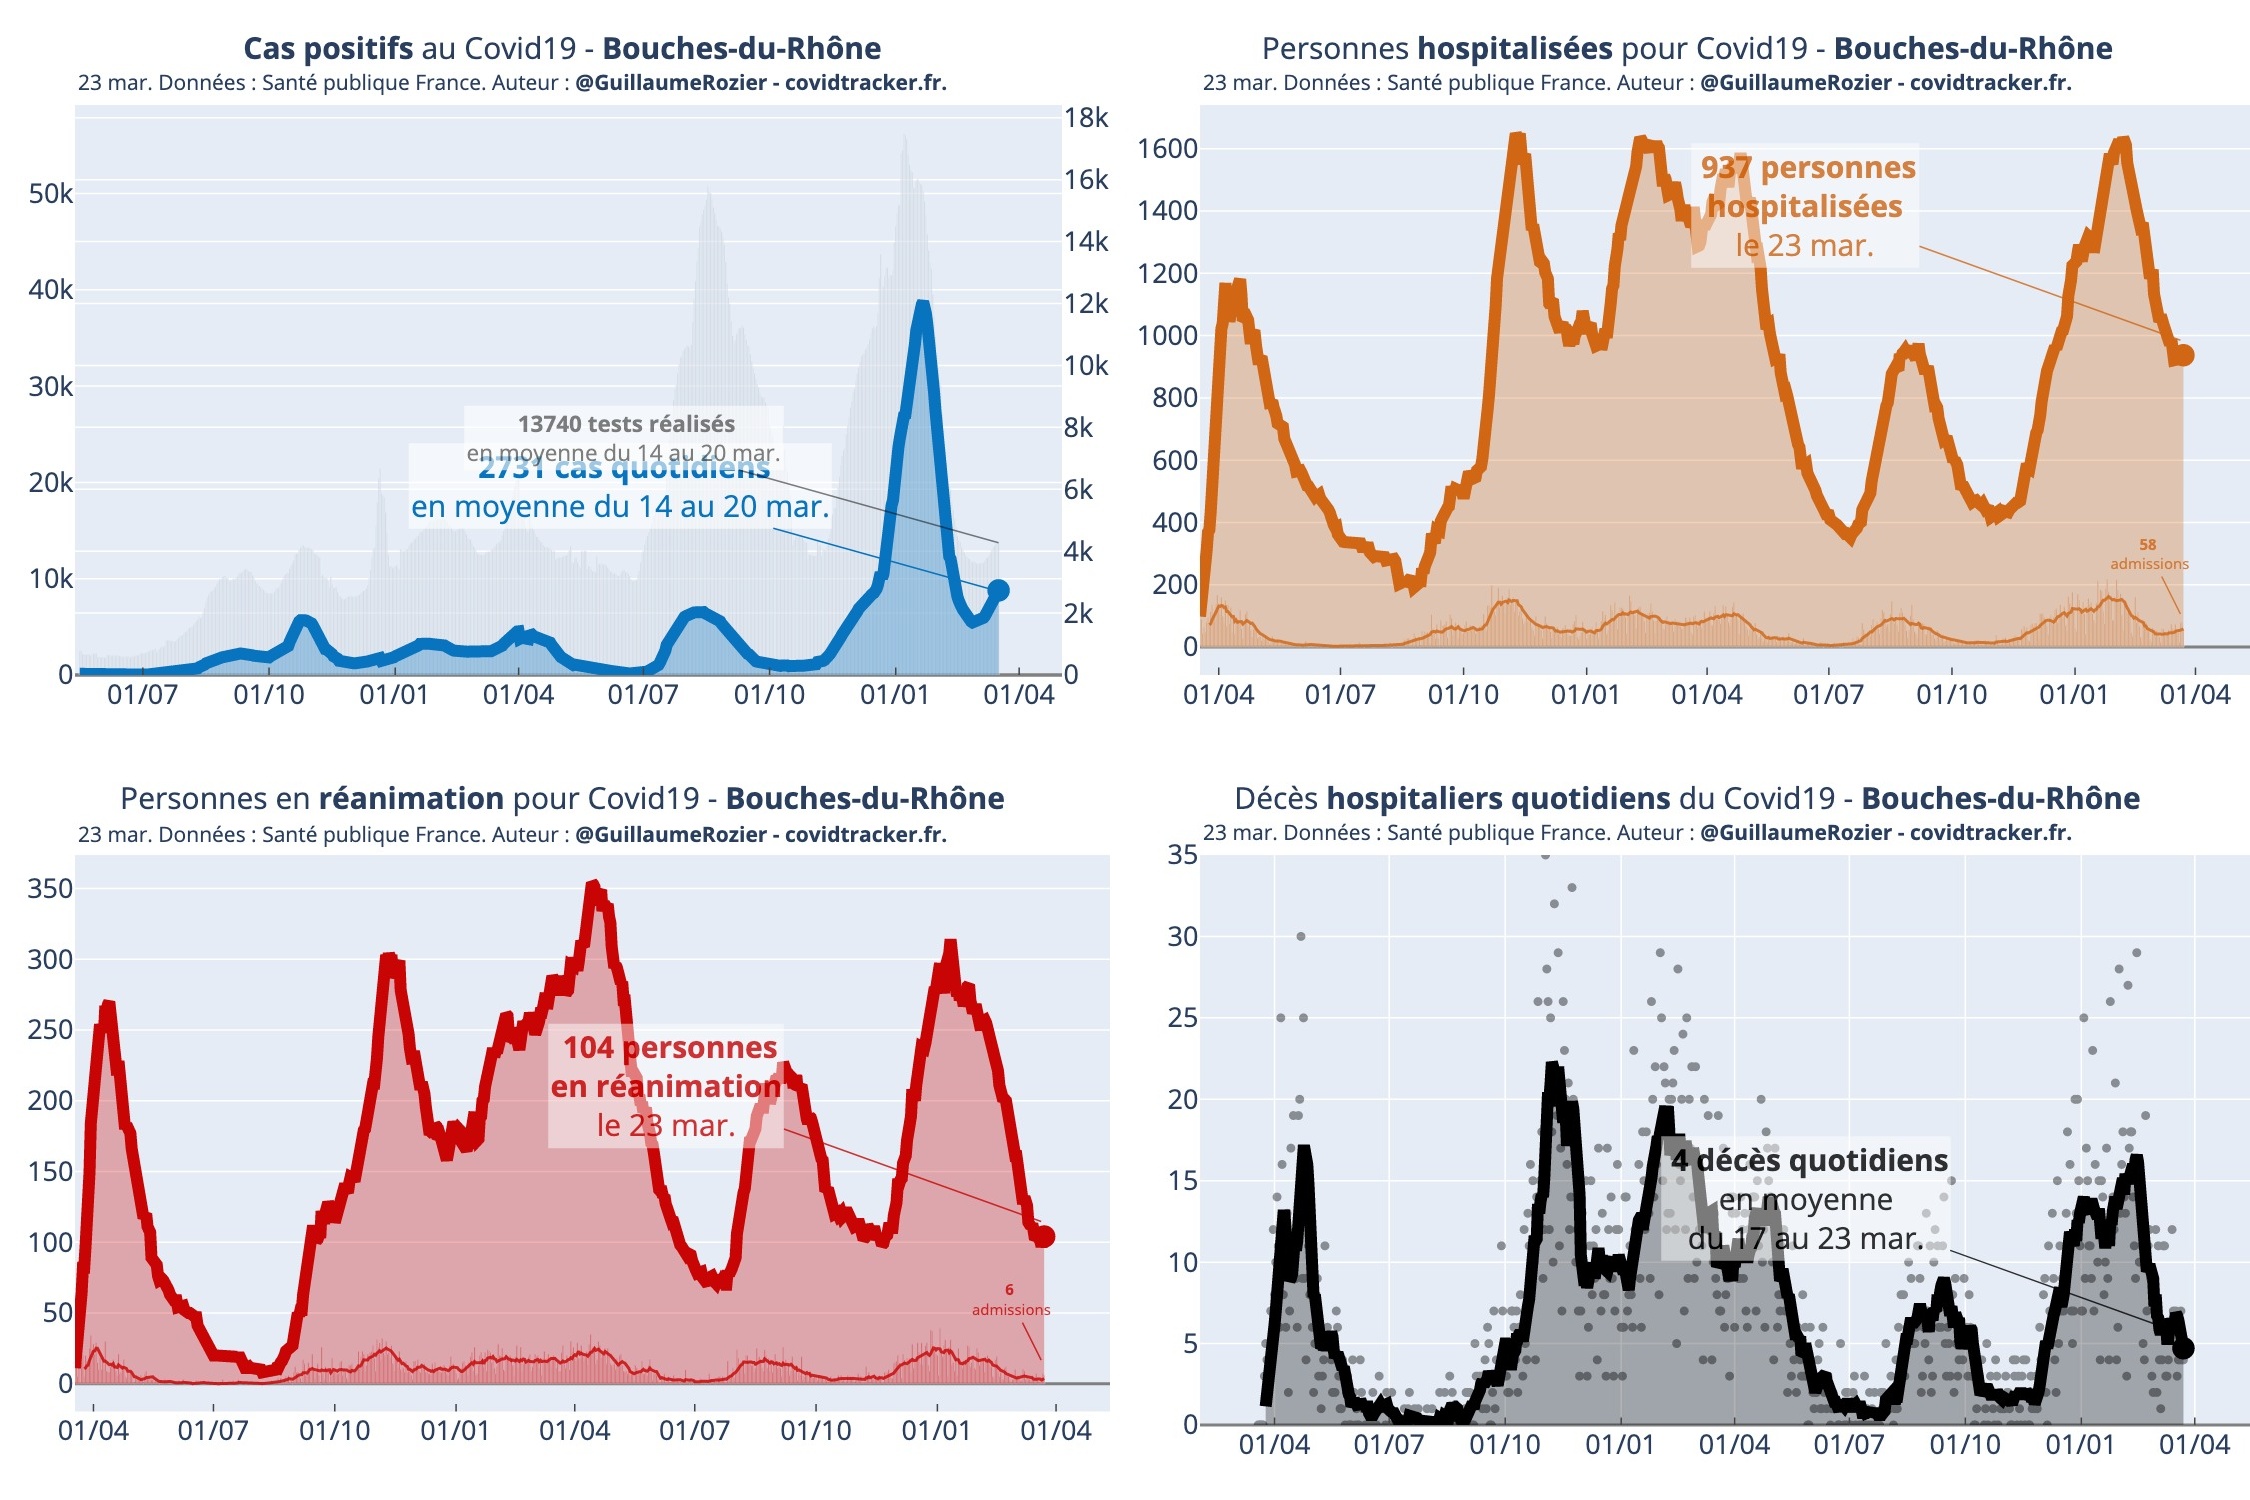 Cas positifs au Covid19 - Bouches-du-Rhône
23 mar. Données : Santé publique France. Auteur : @GuillaumeRozier - covidtracker.fr.
18k
16k
50k
14k
40k
12k
10k
30k
13740 tests réalisés
en moyenne du 14 au 20 mar.
8k
2731 cas quotidiens
en moyenne du 14 au 20 mar.
20k
6k
4k
10k
2k
0
0
01/07 01/10 01/01 01/04 01/07 01/10 01/01 01/04
Personnes hospitalisées pour Covid19 - Bouches-du-Rhône
23 mar. Données : Santé publique France. Auteur : @GuillaumeRozier - covidtracker.fr.
1600
937 personnes
hospitalisées
le 23 mar.
1400
1200
1000
800
600
400
58
admissions
200
0
01/04 01/07 01/10 01/01 01/04 01/07 01/10 01/01 01/04
Personnes en réanimation pour Covid19 - Bouches-du-Rhône
23 mar. Données : Santé publique France. Auteur : @GuillaumeRozier - covidtracker.fr.
350
300
250
104 personnes
en réanimation
le 23 mar.
200
150
100
6
admissions
50
0
01/04 01/07 01/10 01/01 01/04 01/07 01/10 01/01 01/04
Décès hospitaliers quotidiens du Covid19 - Bouches-du-Rhône
23 mar. Données : Santé publique France. Auteur : @GuillaumeRozier - covidtracker.fr.
35
30
25
20
4 décès quotidiens
en moyenne
du 17 au 23 mar.
15
10
5
0
01/04 01/07 01/10 01/01 01/04 01/07 01/10 01/01 01/04